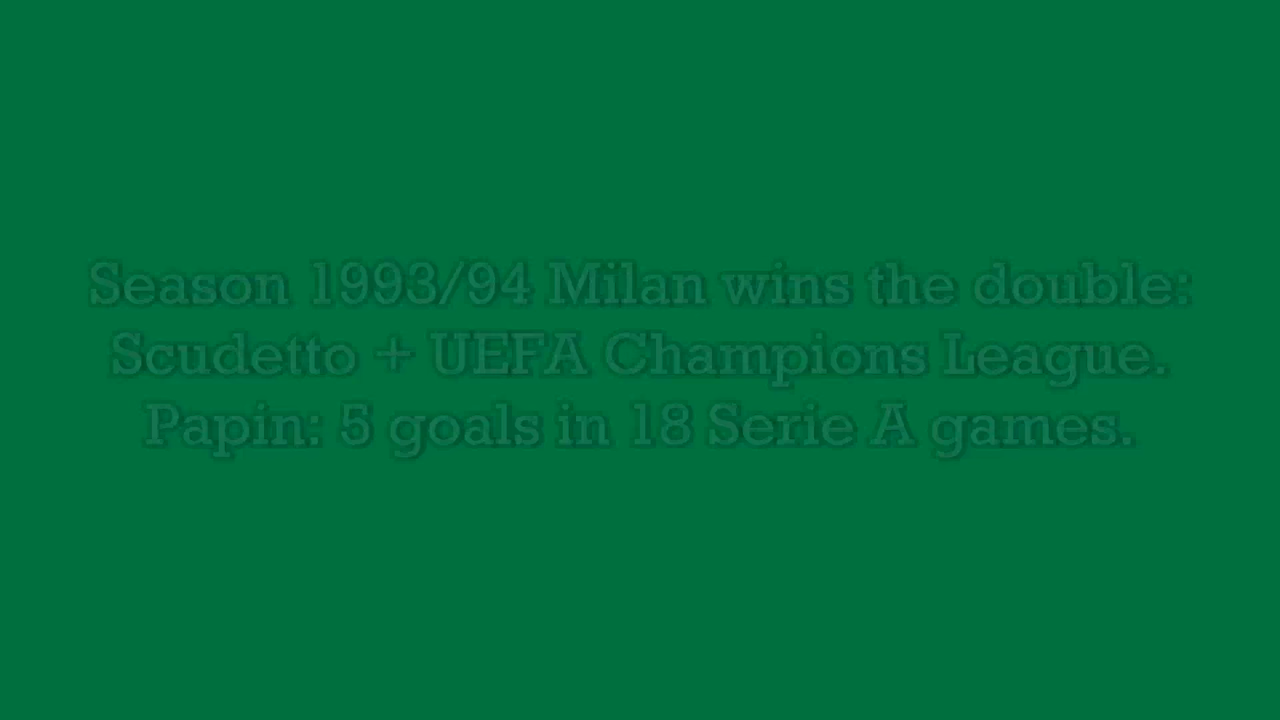 Season 1993/94 Milan wins the double:
Scudetto + UEFA Champions League.
Papin: 5 goals in 18 Serie A games.